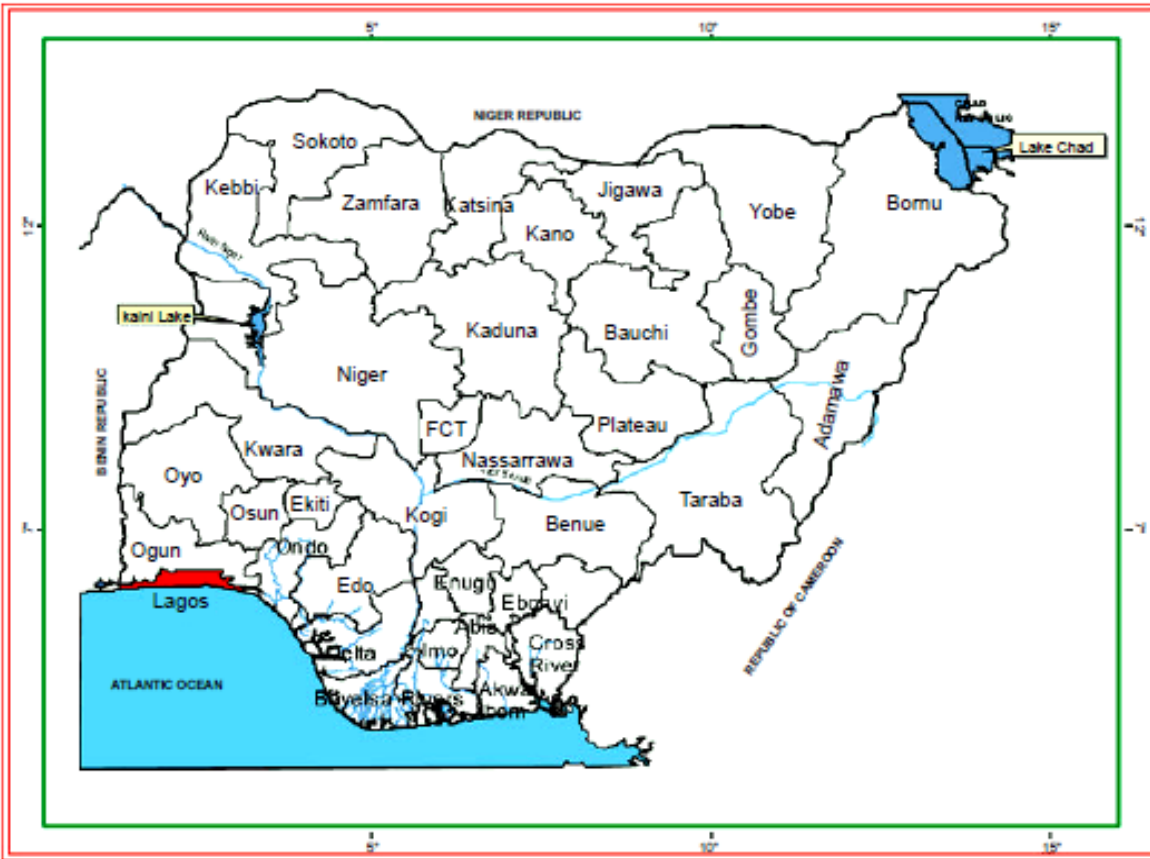 5° 10° 15°
NIGER REPUBLIC
Sokoto
Lake Chad
Kebbi
Zamfara
Katsina
Jigawa
Yobe
Bornu
Kano
12° 12°
River Niger
kaini Lake
Kaduna
Bauchi
Gombe
Niger
BENIN REPUBLIC
Adamawa
FCT
Plateau
Kwara
Nassarrawa
Oyo
Taraba
Osun
Ekiti
Kogi
Benue
7° 7°
Ogun
Ondo
Edo
Enugu
Ebonyi
Lagos
REPUBLIC OF CAMEROON
Abia
Delta
Imo
Cross
River
ATLANTIC OCEAN
Bayelsa
Rivers
Akwa
Ibom
5° 10° 15°